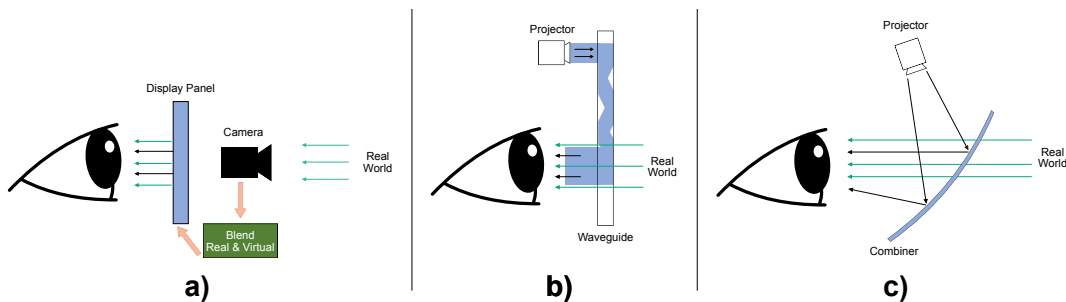 Display Panel
Camera
Real
World
Blend
Real & Virtual
a)
Projector
Real
World
Waveguide
b)
Projector
Real
World
Combiner
c)